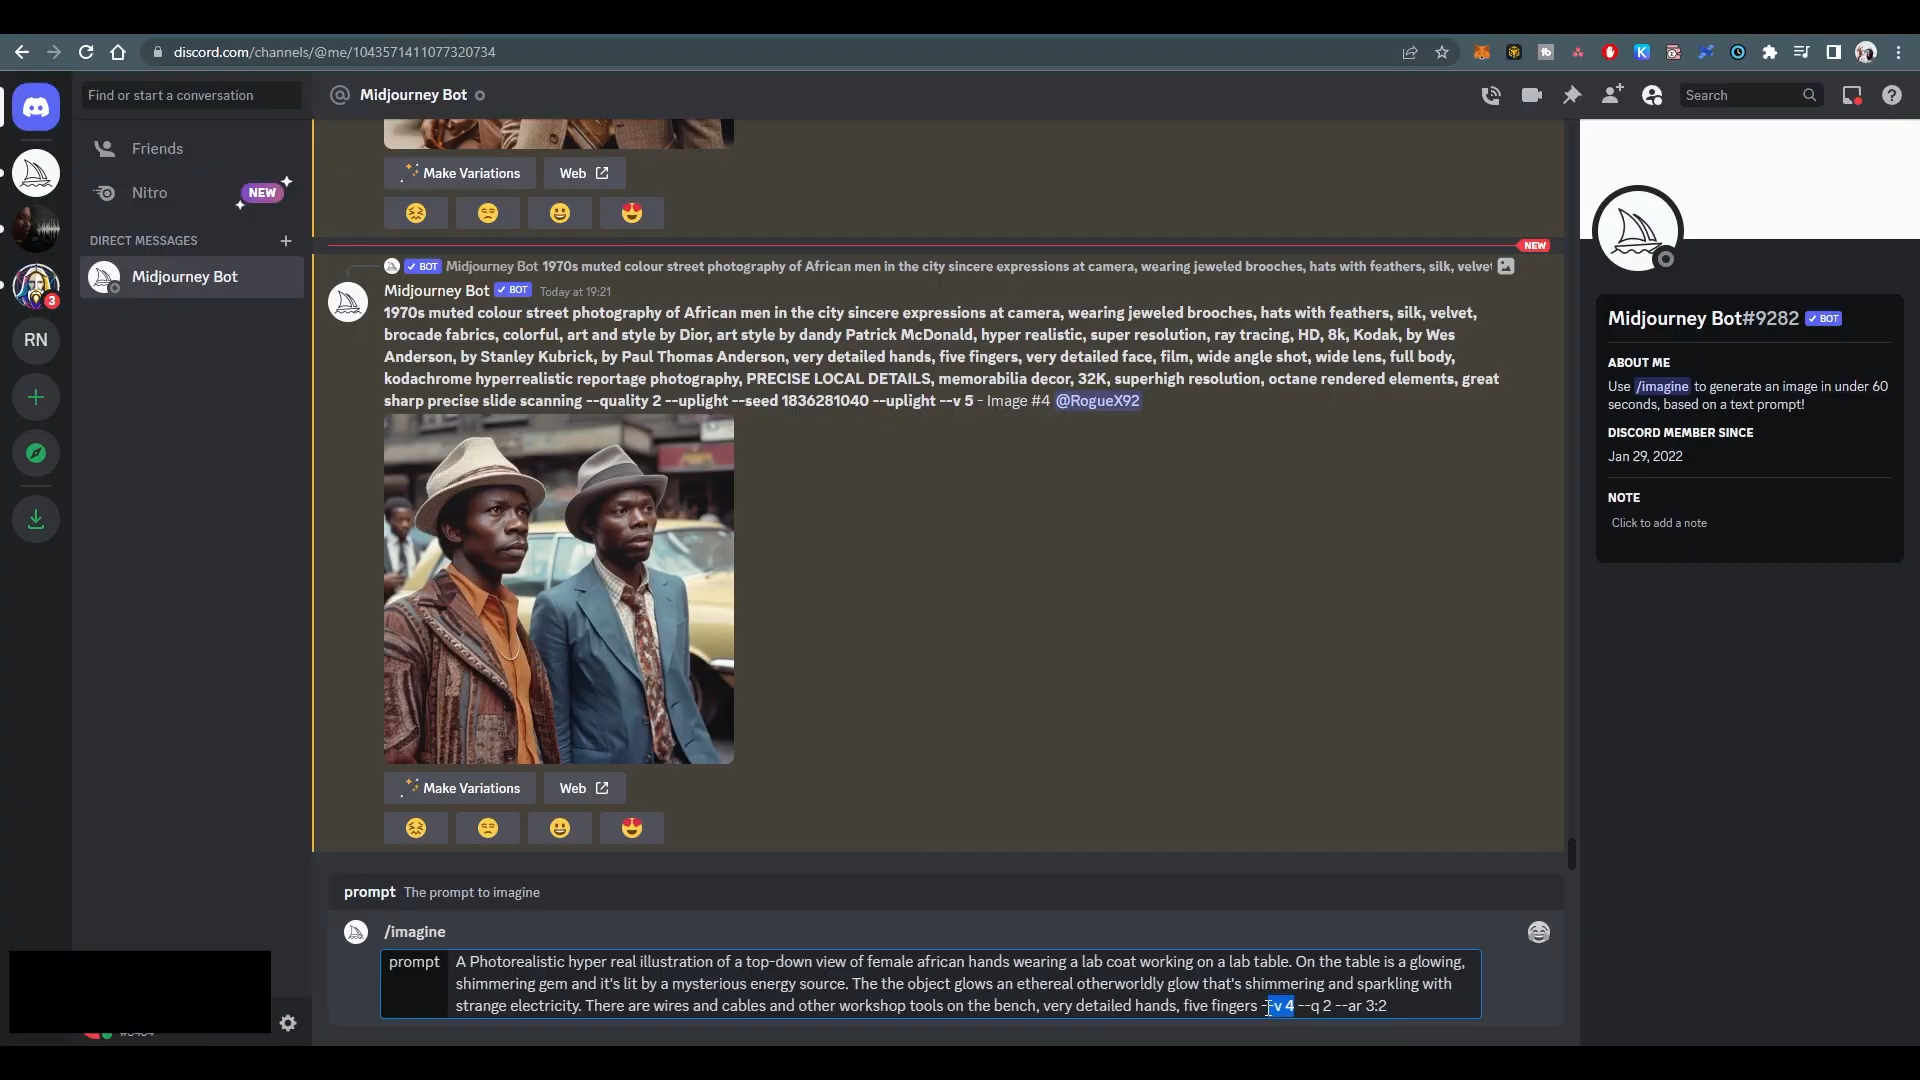 discord.com/channels/@me/1043571411077320734
Find or start a conversation
Midjourney Bot
Search
Friends
Nitro
NEW
DIRECT MESSAGES
Midjourney Bot
3
RN
Make Variations
Web
NEW
BOT Midjourney Bot 1970s muted colour street photography of African men in the city sincere expressions at camera, wearing jeweled brooches, hats with feathers, silk, velve
Midjourney Bot BOT Today at 19:21
1970s muted colour street photography of African men in the city sincere expressions at camera, wearing jeweled brooches, hats with feathers, silk, velvet,
brocade fabrics, colorful, art and style by Dior, art style by dandy Patrick McDonald, hyper realistic, super resolution, ray tracing, HD, 8k, Kodak, by Wes
Anderson, by Stanley Kubrick, by Paul Thomas Anderson, very detailed hands, five fingers, very detailed face, film, wide angle shot, wide lens, full body,
kodachrome hyperrealistic reportage photography, PRECISE LOCAL DETAILS, memorabilia decor, 32K, superhigh resolution, octane rendered elements, great
sharp precise slide scanning --quality 2 --uplight --seed 1836281040 --uplight --v 5 - Image #4 @RogueX92
Make Variations
Web
prompt The prompt to imagine
/imagine
prompt A Photorealistic hyper real illustration of a top-down view of female african hands wearing a lab coat working on a lab table. On the table is a glowing,
shimmering gem and it's lit by a mysterious energy source. The the object glows an ethereal otherworldly glow that's shimmering and sparkling with
strange electricity. There are wires and cables and other workshop tools on the bench, very detailed hands, five fingers --v 4 --q 2 --ar 3:2
Midjourney Bot#9282 BOT
ABOUT ME
Use /imagine to generate an image in under 60
seconds, based on a text prompt!
DISCORD MEMBER SINCE
Jan 29, 2022
NOTE
Click to add a note